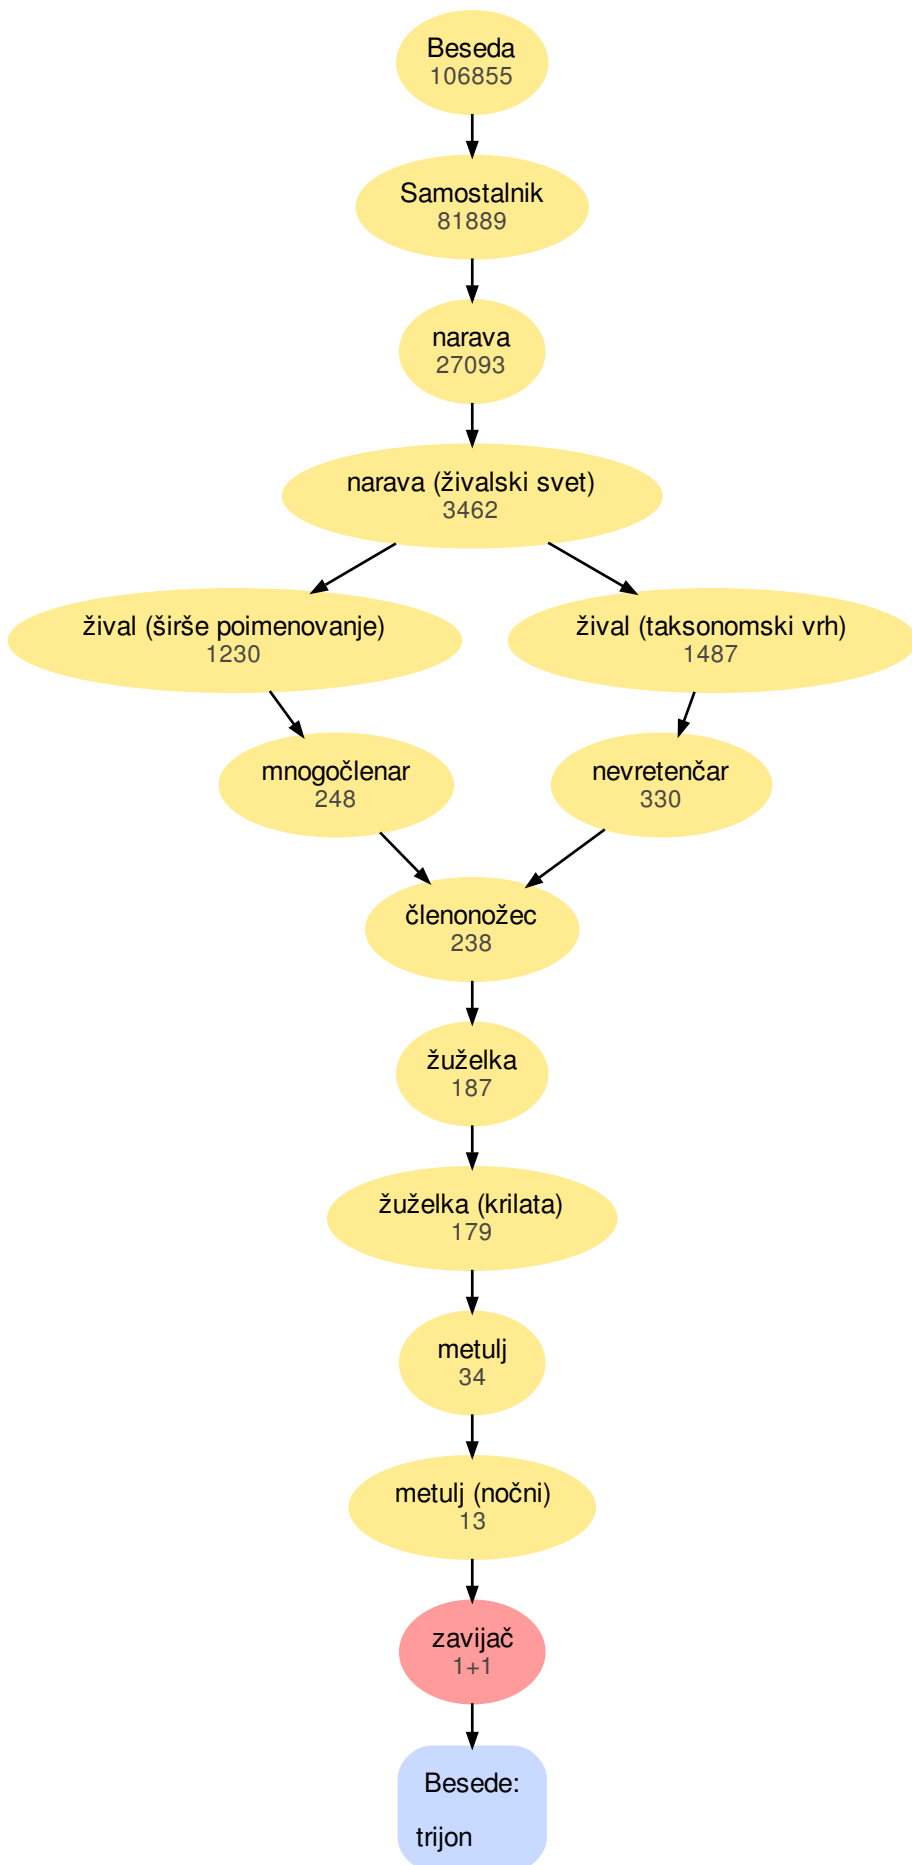 Beseda
106855
Samostalnik
81889
narava
27093
narava (živalski svet)
3462
žival (širše poimenovanje)
1230
žival (taksonomski vrh)
1487
mnogočlenar
248
nevretenčar
330
členonožec
238
žuželka
187
žuželka (krilata)
179
metulj
34
metulj (nočni)
13
zavijač
1+1
Besede:
trijon